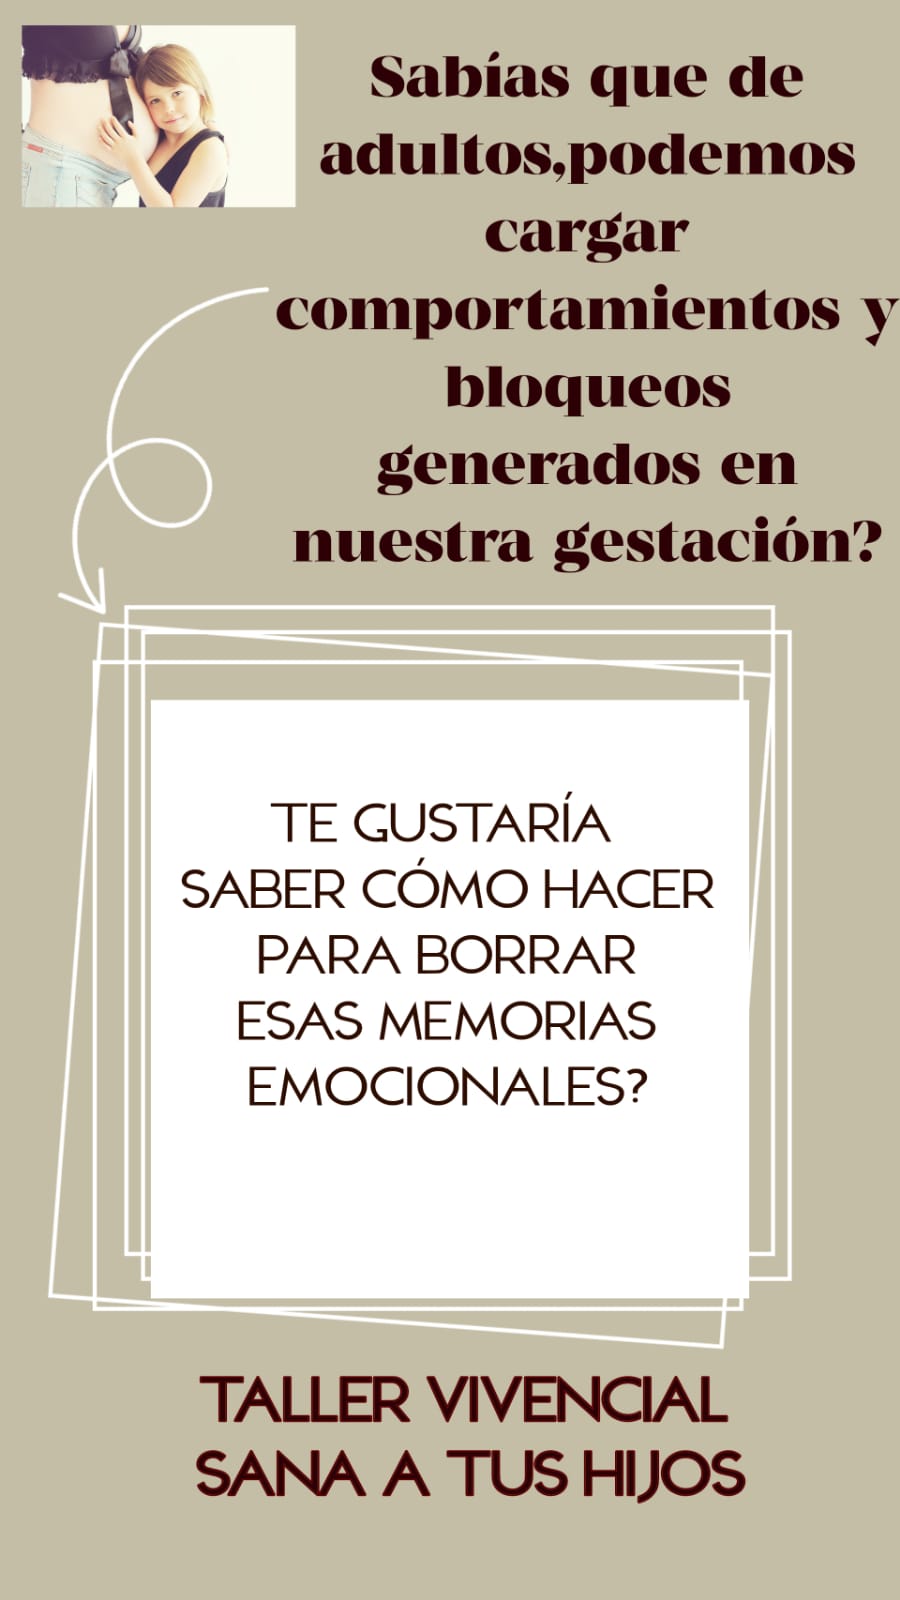 Sabías que de
adultos,podemos
cargar
comportamientos y
bloqueos
generados en
nuestra gestación?
TE GUSTARÍA
SABER CÓMO HACER
PARA BORRAR
ESAS MEMORIAS
EMOCIONALES?
TALLER VIVENCIAL
SANA A TUS HIJOS